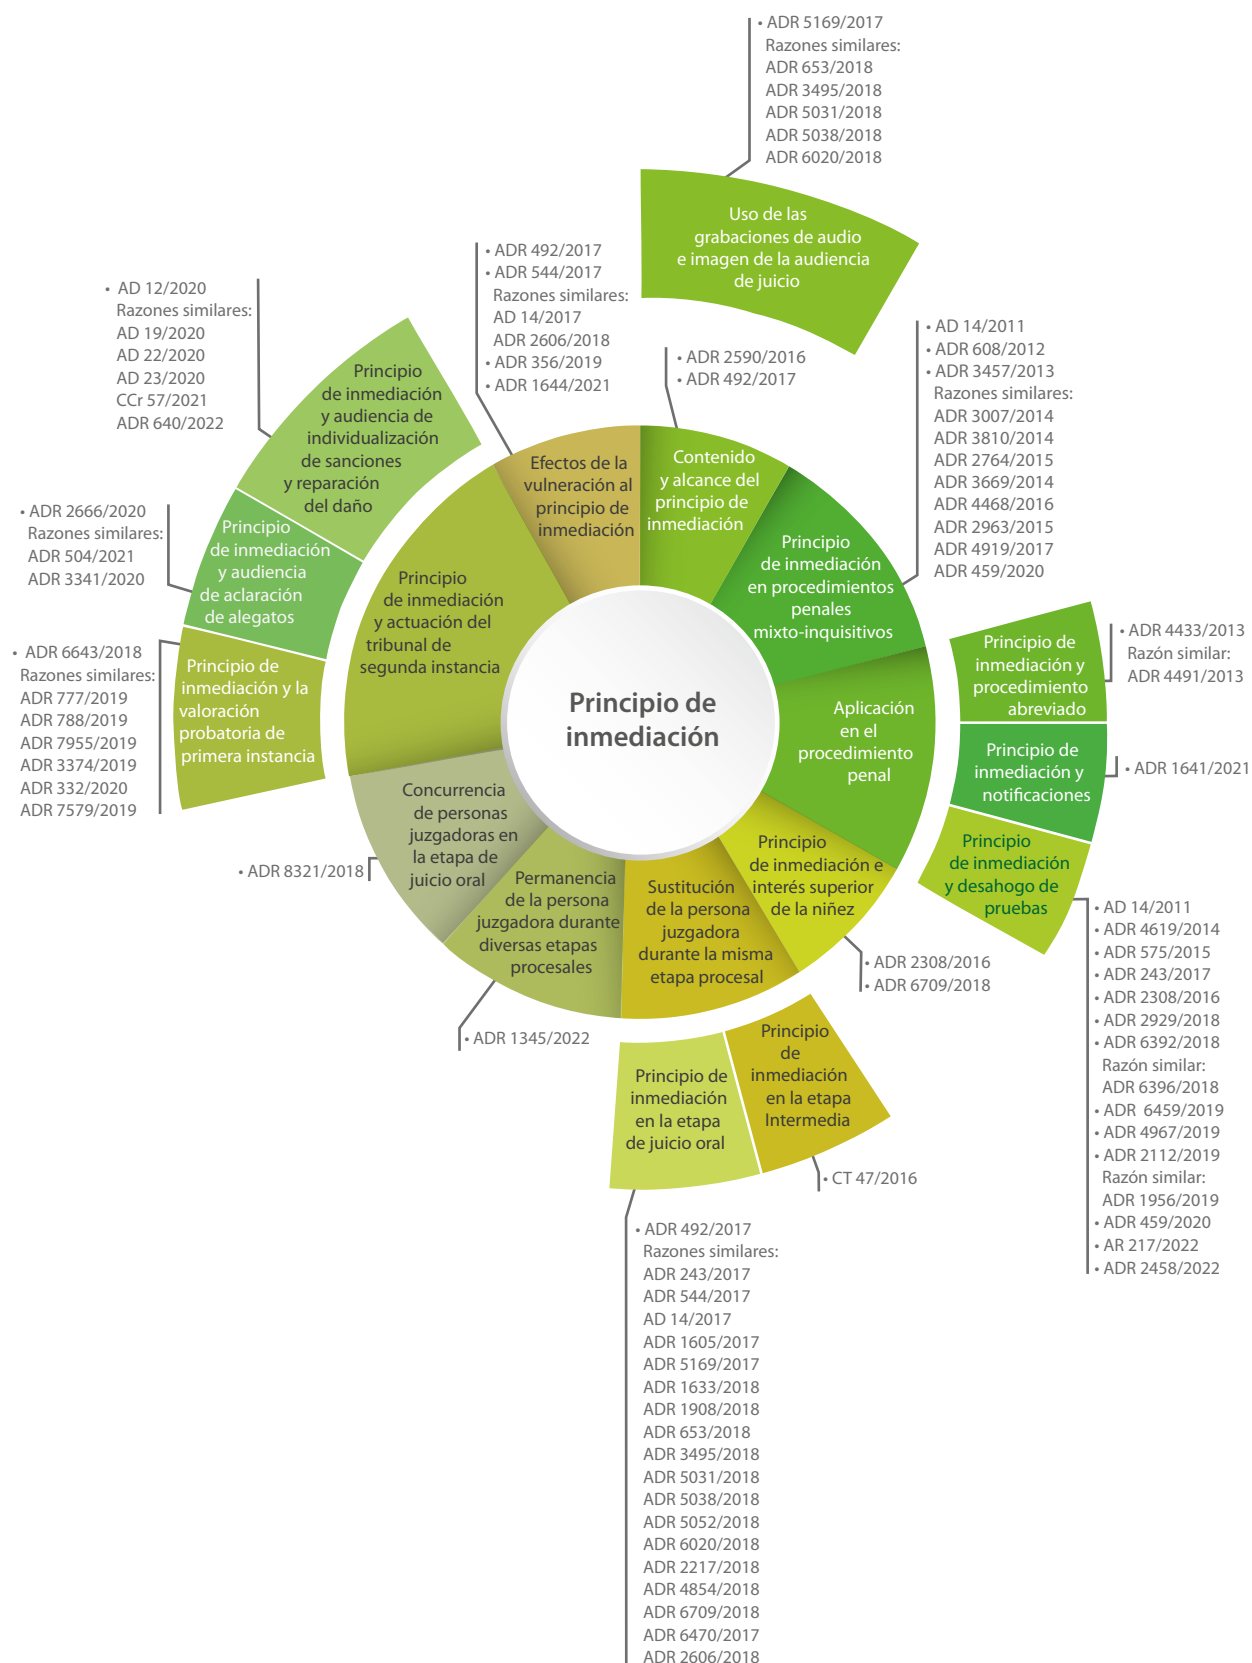 • ADR 5169/2017
Razones similares:
ADR 653/2018
ADR 3495/2018
ADR 5031/2018
ADR 5038/2018
ADR 6020/2018
Uso de las
grabaciones de audio
e imagen de la audiencia
de juicio
• ADR 492/2017
• ADR 544/2017
Razones similares:
AD 14/2017
ADR 2606/2018
• ADR 356/2019
• ADR 1644/2021
• ADR 2590/2016
• ADR 492/2017
• AD 14/2011
• ADR 608/2012
• ADR 3457/2013
Razones similares:
ADR 3007/2014
ADR 3810/2014
ADR 2764/2015
ADR 3669/2014
ADR 4468/2016
ADR 2963/2015
ADR 4919/2017
ADR 459/2020
• AD 12/2020
Razones similares:
AD 19/2020
AD 22/2020
AD 23/2020
CCr 57/2021
ADR 640/2022
Principio
de inmediación
y audiencia de
individualización
de sanciones
y reparación
del daño
• ADR 2666/2020
Razones similares:
ADR 504/2021
ADR 3341/2020
Principio
de inmediación
y audiencia
de aclaración
de alegatos
• ADR 6643/2018
Razones similares:
ADR 777/2019
ADR 788/2019
ADR 7955/2019
ADR 3374/2019
ADR 332/2020
ADR 7579/2019
Principio de
inmediación y la
valoración
probatoria de
primera instancia
Efectos de la
vulneración al
principio de
inmediación
Contenido
y alcance del
principio de
inmediación
Principio
de inmediación
en procedimientos
penales
mixto-inquisitivos
Principio
de inmediación
y actuación del
tribunal de
segunda instancia
Principio de
inmediación
Aplicación
en el
procedimiento
penal
Principio de
inmediación y
procedimiento
abreviado
• ADR 4433/2013
Razón similar:
ADR 4491/2013
Principio de
inmediación y
notificaciones
• ADR 1641/2021
Principio
de inmediación
y desahogo de
pruebas
• AD 14/2011
• ADR 4619/2014
• ADR 575/2015
• ADR 243/2017
• ADR 2308/2016
• ADR 2929/2018
• ADR 6392/2018
Razón similar:
ADR 6396/2018
• ADR 6459/2019
• ADR 4967/2019
• ADR 2112/2019
Razón similar:
ADR 1956/2019
• ADR 459/2020
• AR 217/2022
• ADR 2458/2022
Concurrencia
de personas
juzgadoras en
la etapa de
juicio oral
• ADR 8321/2018
Permanencia
de la persona
juzgadora durante
diversas etapas
procesales
• ADR 1345/2022
Sustitución
de la persona
juzgadora
durante la misma
etapa procesal
Principio
de inmediación e
interés superior
de la niñez
• ADR 2308/2016
• ADR 6709/2018
Principio de
inmediación
en la etapa
de juicio oral
Principio
de
inmediación
en la etapa
Intermedia
• CT 47/2016
• ADR 492/2017
Razones similares:
ADR 243/2017
ADR 544/2017
AD 14/2017
ADR 1605/2017
ADR 5169/2017
ADR 1633/2018
ADR 1908/2018
ADR 653/2018
ADR 3495/2018
ADR 5031/2018
ADR 5038/2018
ADR 5052/2018
ADR 6020/2018
ADR 2217/2018
ADR 4854/2018
ADR 6709/2018
ADR 6470/2017
ADR 2606/2018